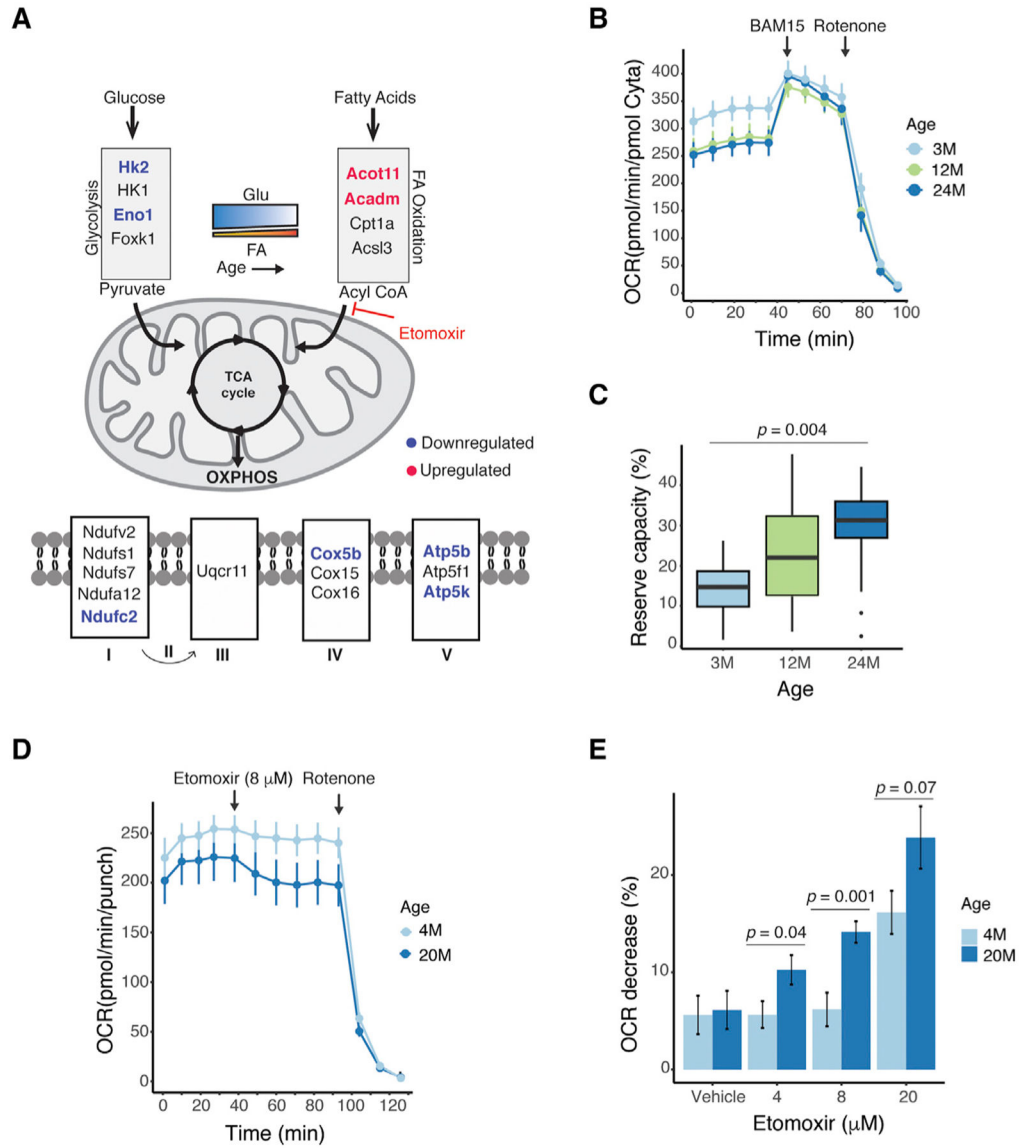 A
Glucose
Fatty Acids
Hk2
HK1
Eno1
Foxk1
Glycolysis
Glu
FA
Age
Acot11
Acadm
Cpt1a
Acsl3
FA Oxidation
Pyruvate
Acyl CoA
Etomoxir
TCA
cycle
OXPHOS
Downregulated
Upregulated
Ndufv2
Ndufs1
Ndufs7
Ndufa12
Ndufc2
Uqcr11
Cox5b
Cox15
Cox16
Atp5b
Atp5f1
Atp5k
I
II
III
IV
V
B
BAM15 Rotenone
OCR(pmol/min/pmol Cyta)
400
350
300
250
200
150
100
50
0
0 20 40 60 80 100
Time (min)
Age
3M
12M
24M
C
p = 0.004
Reserve capacity (%)
40
30
20
10
0
3M 12M 24M
Age
D
Etomoxir (8 μM) Rotenone
OCR(pmol/min/punch)
250
200
150
100
50
0
0 20 40 60 80 100 120
Time (min)
Age
4M
20M
E
p = 0.07
p = 0.001
p = 0.04
OCR decrease (%)
20
10
0
Vehicle 4 8 20
Etomoxir (μM)
Age
4M
20M